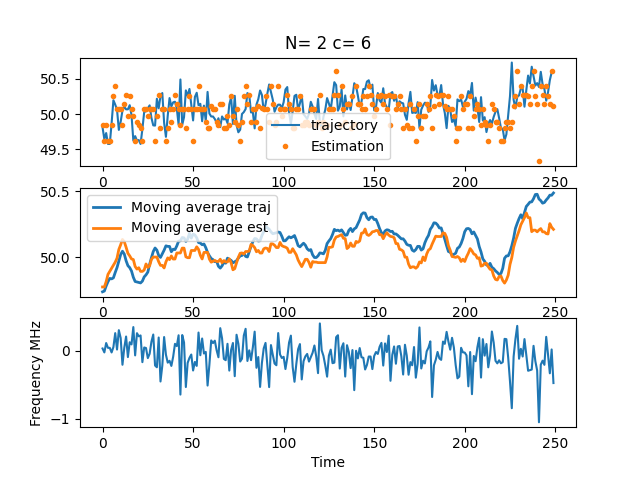 N= 2 c= 6
50.5
50.0
49.5
trajectory
Estimation
0 50 100 150 200 250
50.5
50.0
Moving average traj
Moving average est
0 50 100 150 200 250
Frequency MHz
0
−1
0 50 100 150 200 250
Time